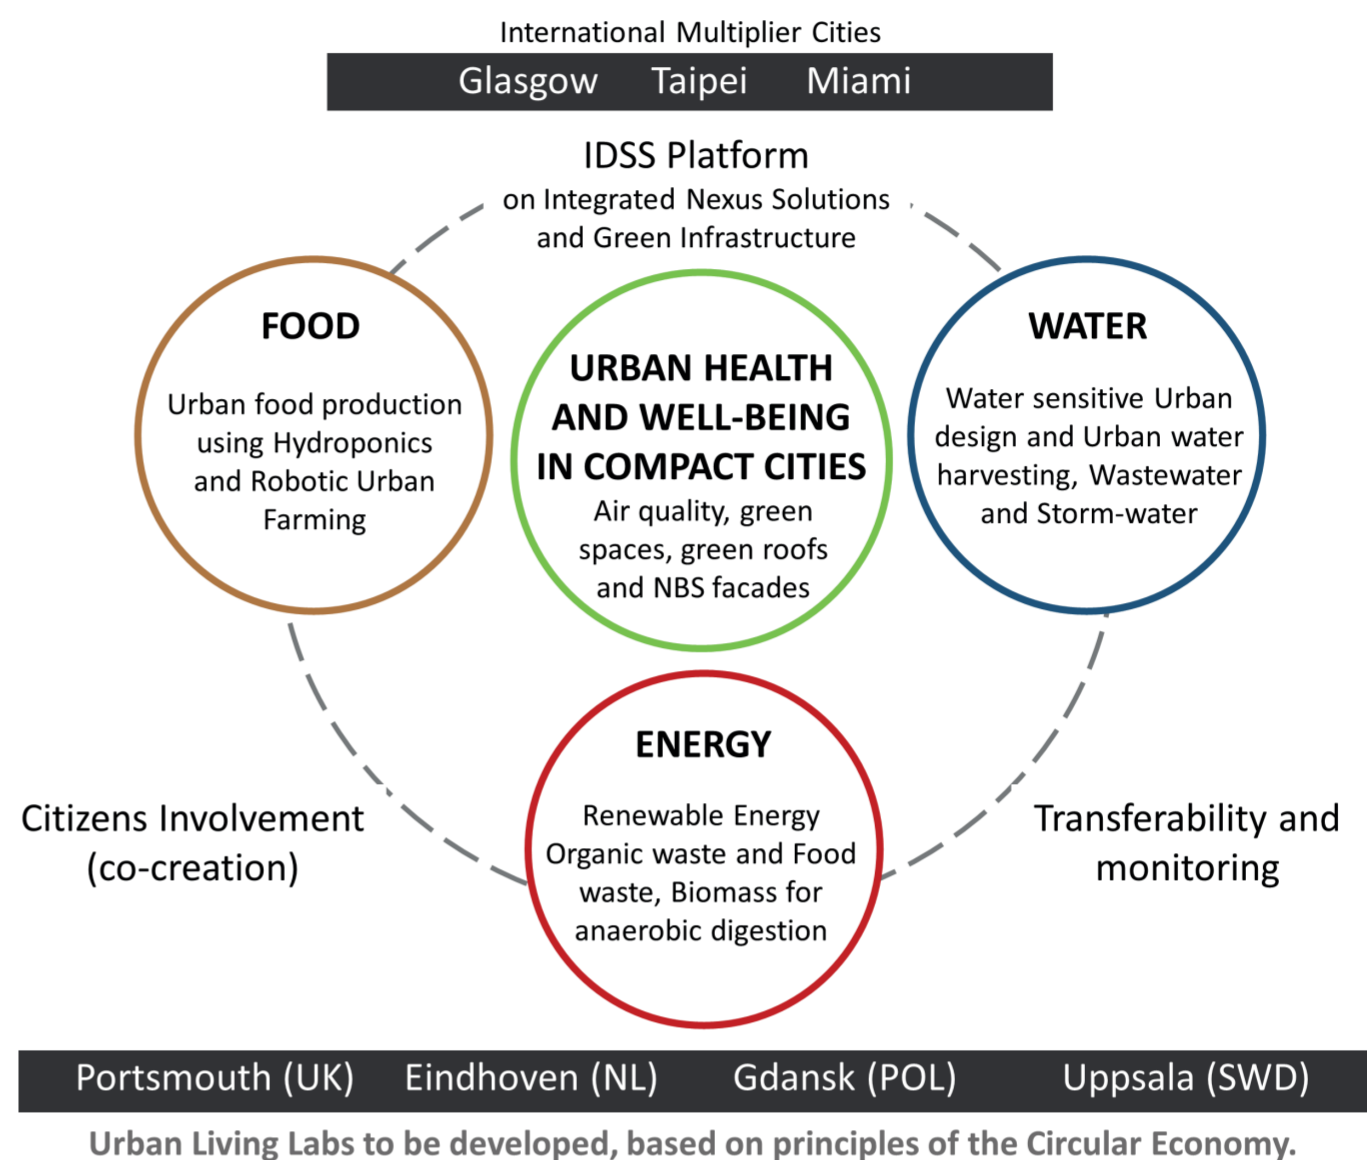 International Multiplier Cities
Glasgow Taipei Miami
IDSS Platform
on Integrated Nexus Solutions
and Green Infrastructure
FOOD
Urban food production
using Hydroponics
and Robotic Urban
Farming
URBAN HEALTH
AND WELL-BEING
IN COMPACT CITIES
Air quality, green
spaces, green roofs
and NBS facades
WATER
Water sensitive Urban
design and Urban water
harvesting, Wastewater
and Storm-water
ENERGY
Renewable Energy
Organic waste and Food
waste, Biomass for
anaerobic digestion
Citizens Involvement
(co-creation)
Transferability and
monitoring
Portsmouth (UK) Eindhoven (NL) Gdansk (POL) Uppsala (SWD)
Urban Living Labs to be developed, based on principles of the Circular Economy.